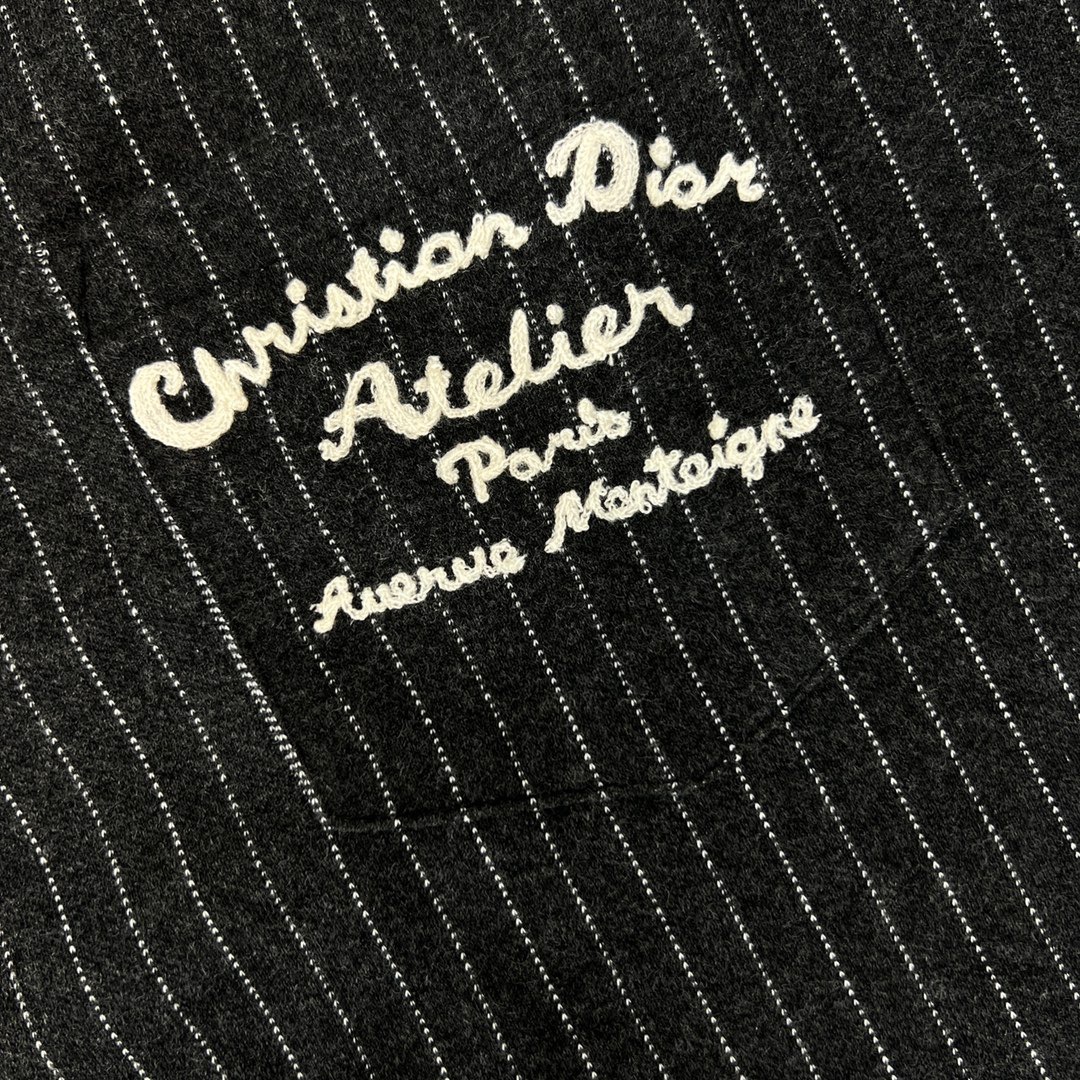 Christian Dior
Atelier
Paris
Avenue Montaigne